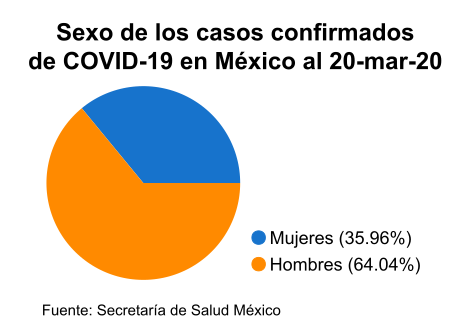 Sexo de los casos confirmados
de COVID-19 en México al 20-mar-20
Mujeres (35.96%)
Hombres (64.04%)
Fuente: Secretaría de Salud México